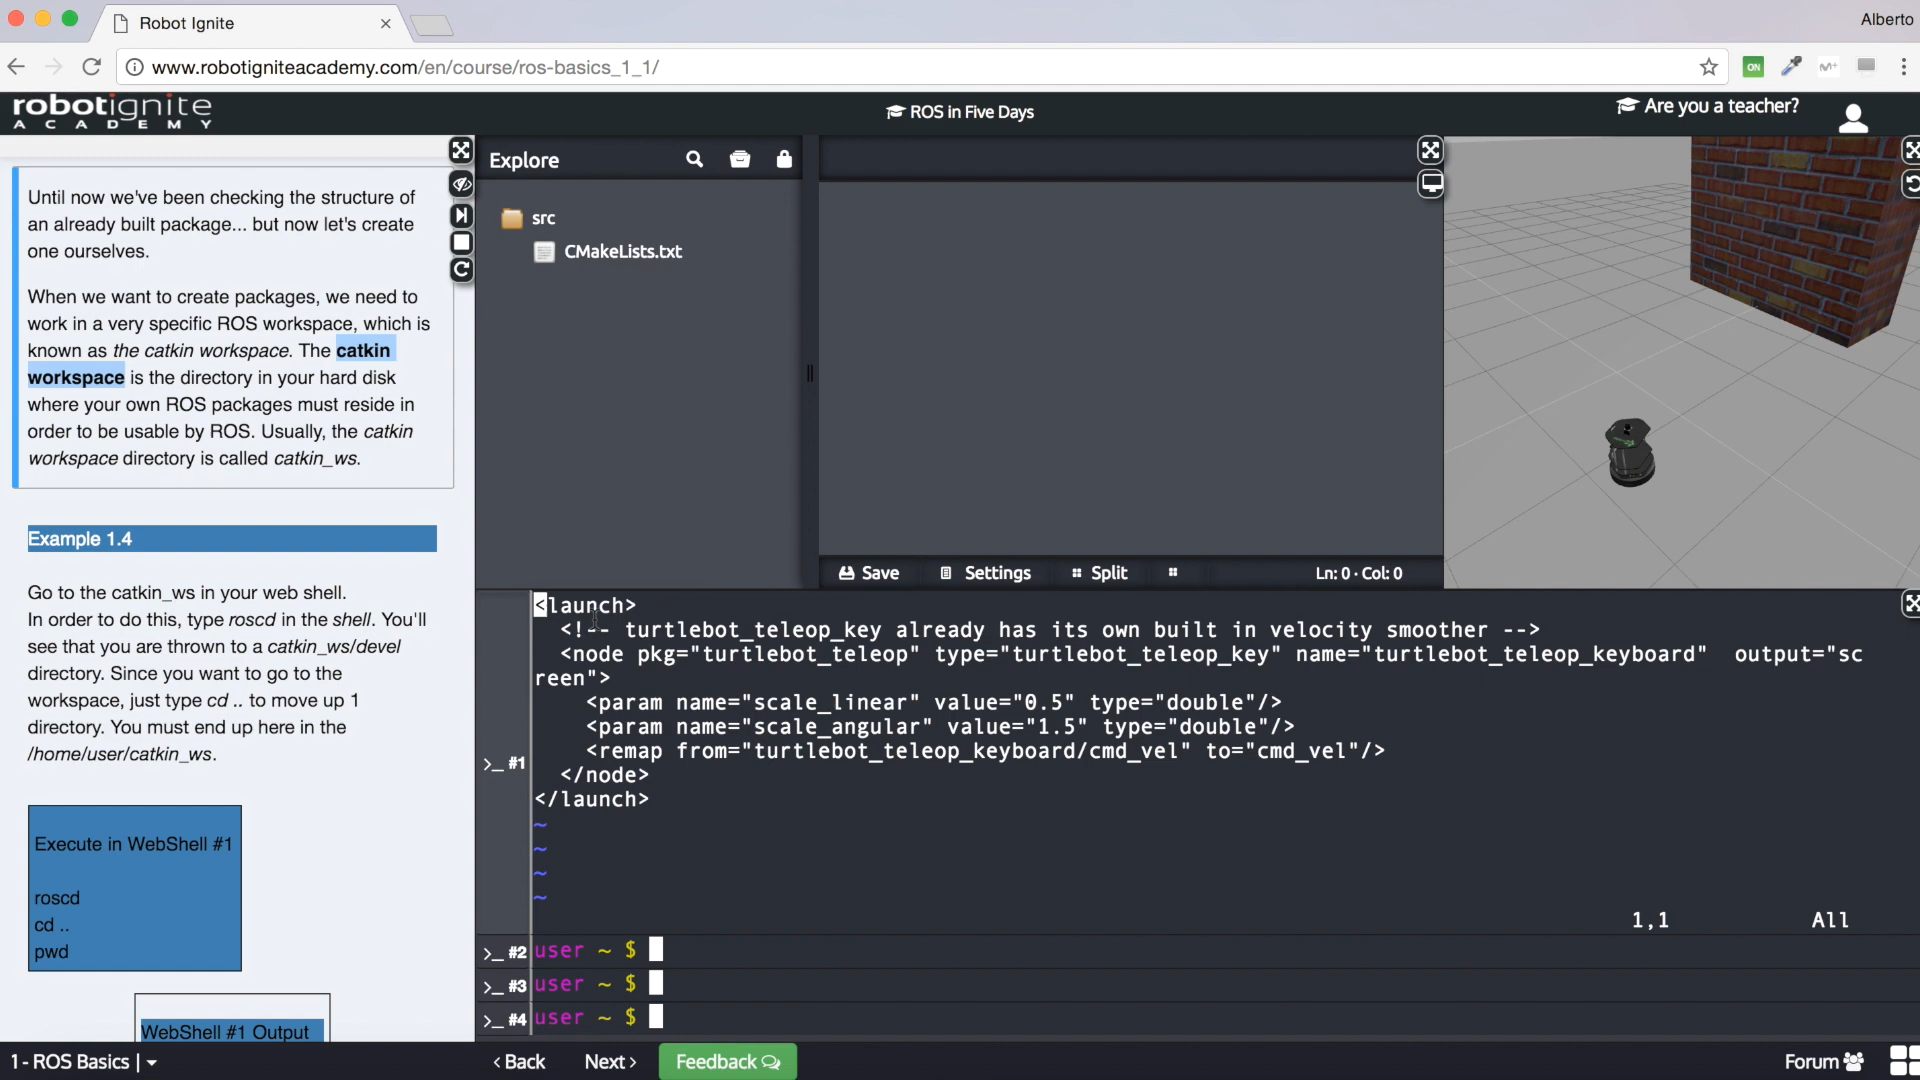 Robot Ignite
Alberto
www.robotigniteacademy.com/en/course/ros-basics_1_1/
ON
robotignite
ACADEMY
ROS in Five Days
Are you a teacher?
Until now we've been checking the structure of
an already built package... but now let's create
one ourselves.
When we want to create packages, we need to
work in a very specific ROS workspace, which is
known as the catkin workspace. The catkin
workspace is the directory in your hard disk
where your own ROS packages must reside in
order to be usable by ROS. Usually, the catkin
workspace directory is called catkin_ws.
Example 1.4
Go to the catkin_ws in your web shell.
In order to do this, type roscd in the shell. You'll
see that you are thrown to a catkin_ws/devel
directory. Since you want to go to the
workspace, just type cd .. to move up 1
directory. You must end up here in the
/home/user/catkin_ws.
Execute in WebShell #1
roscd
cd ..
pwd
WebShell #1 Output
Explore
src
CMakeLists.txt
Save
Settings
Split
Ln: 0 · Col: 0
>_ #1
<launch>
<!-- turtlebot_teleop_key already has its own built in velocity smoother -->
<node pkg="turtlebot_teleop" type="turtlebot_teleop_key" name="turtlebot_teleop_keyboard"  output="sc
reen">
<param name="scale_linear" value="0.5" type="double"/>
<param name="scale_angular" value="1.5" type="double"/>
<remap from="turtlebot_teleop_keyboard/cmd_vel" to="cmd_vel"/>
</node>
</launch>
~
~
~
~
1,1 All
>_ #2 user ~ $
>_ #3 user ~ $
>_ #4 user ~ $
1 - ROS Basics |
< Back
Next >
Feedback
Forum